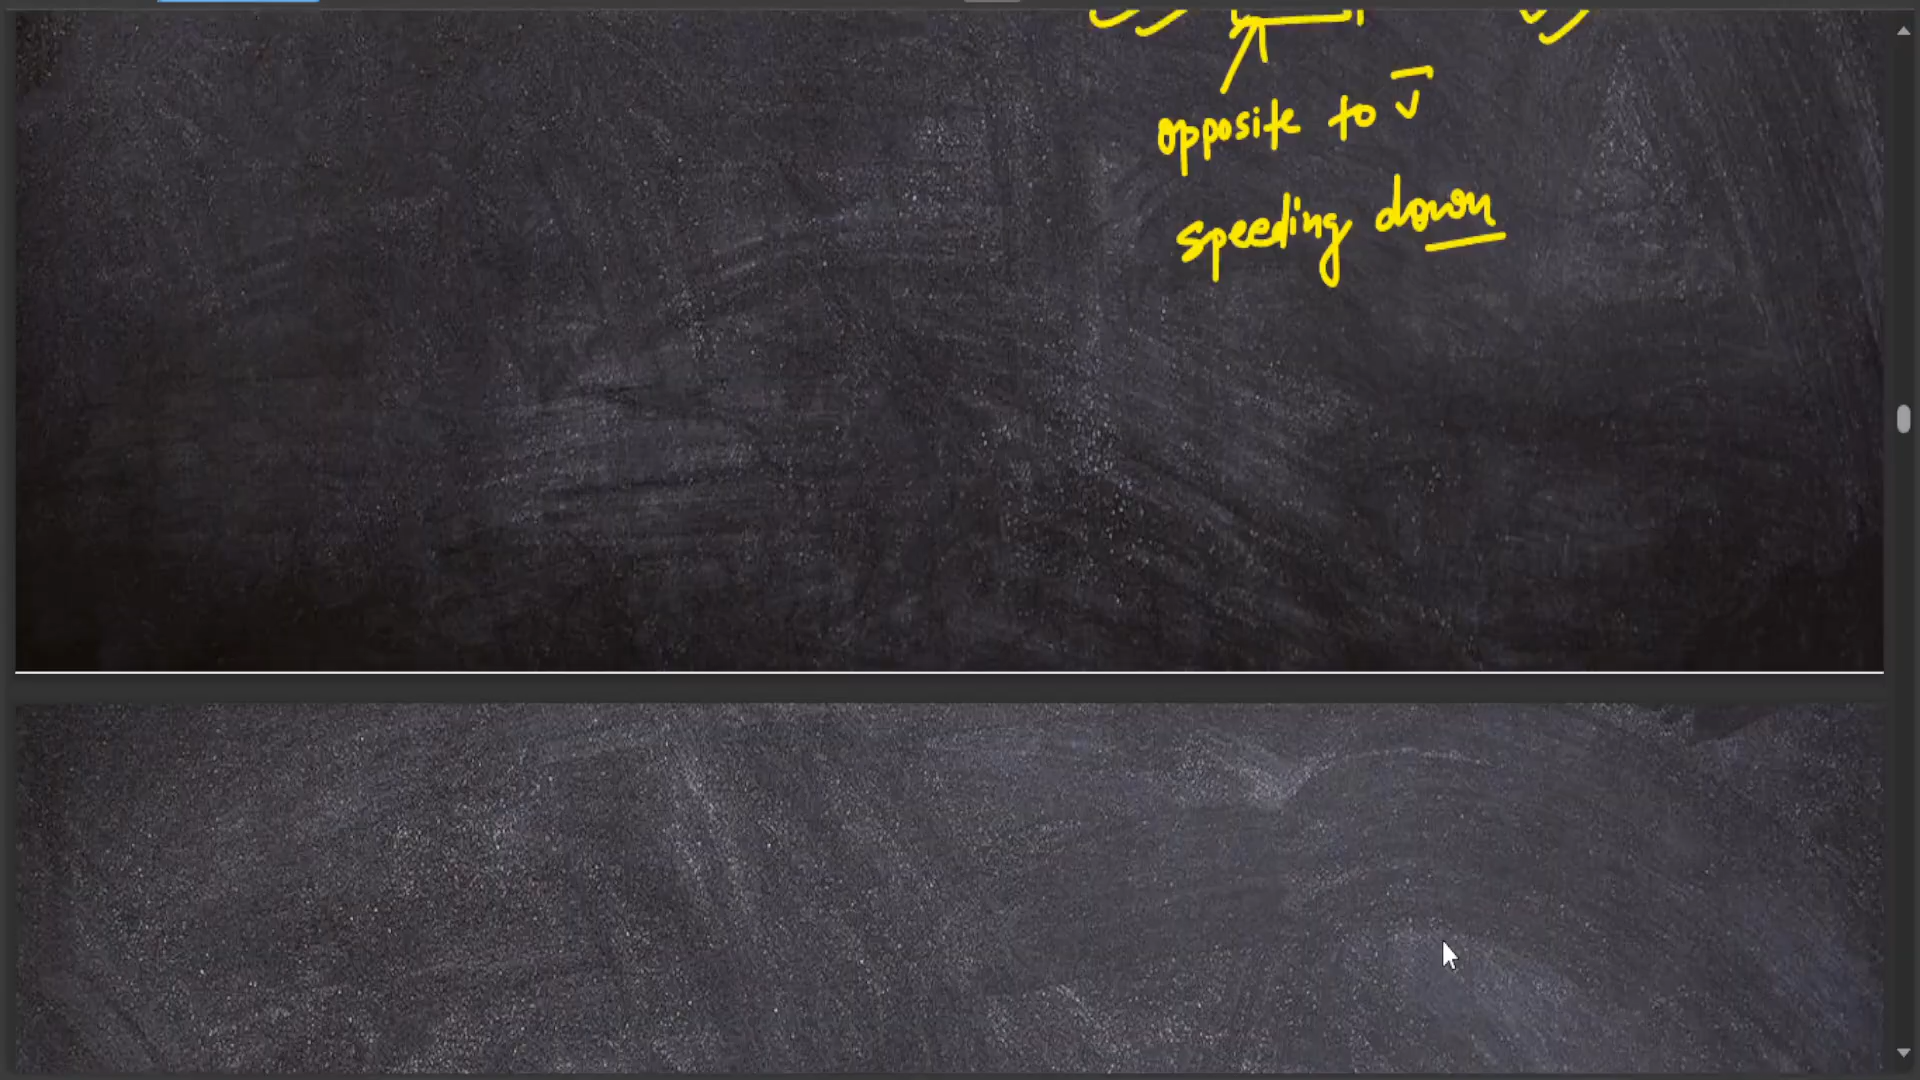 opposite to v̅
speeding down